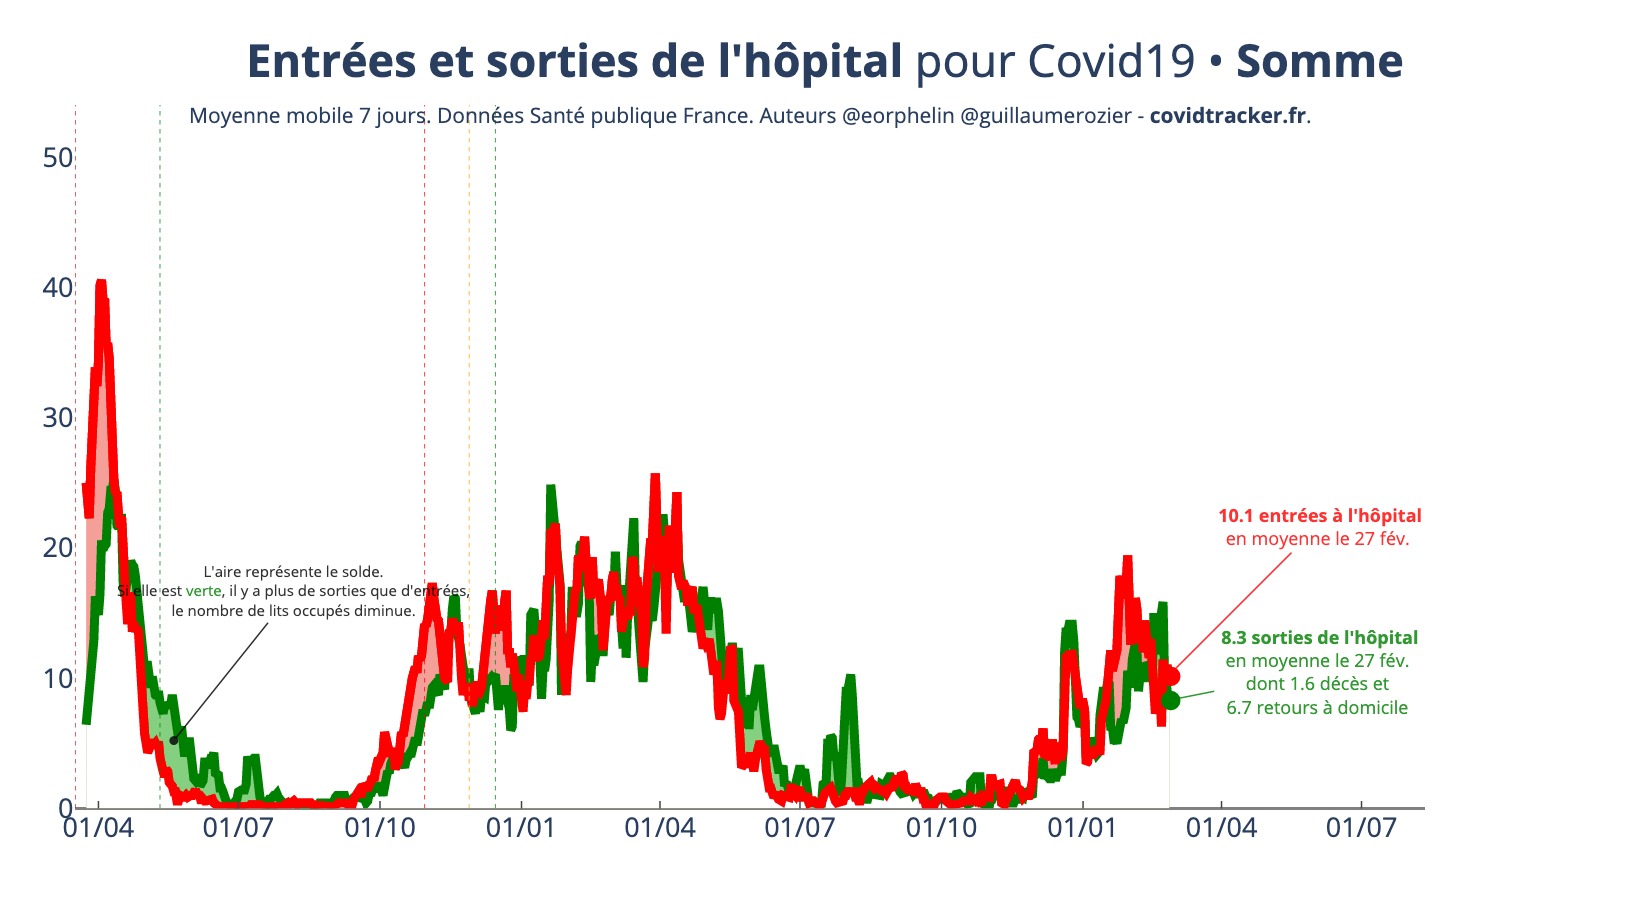 Entrées et sorties de l'hôpital pour Covid19 • Somme
Moyenne mobile 7 jours. Données Santé publique France. Auteurs @eorphelin @guillaumerozier - covidtracker.fr.
50
40
30
20
10
0
10.1 entrées à l'hôpital
en moyenne le 27 fév.
L'aire représente le solde.
Si elle est verte, il y a plus de sorties que d'entrées,
le nombre de lits occupés diminue.
8.3 sorties de l'hôpital
en moyenne le 27 fév.
dont 1.6 décès et
6.7 retours à domicile
01/04 01/07 01/10 01/01 01/04 01/07 01/10 01/01 01/04 01/07